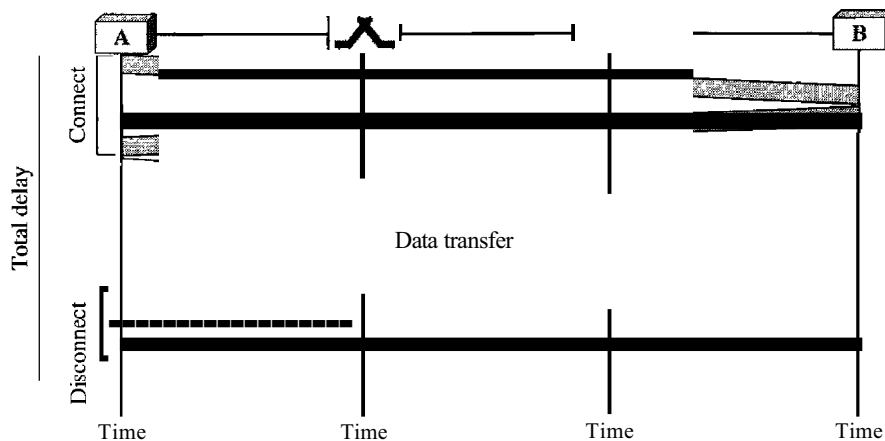 A
B
Connect
Total delay
Data transfer
Disconnect
Time
Time
Time
Time